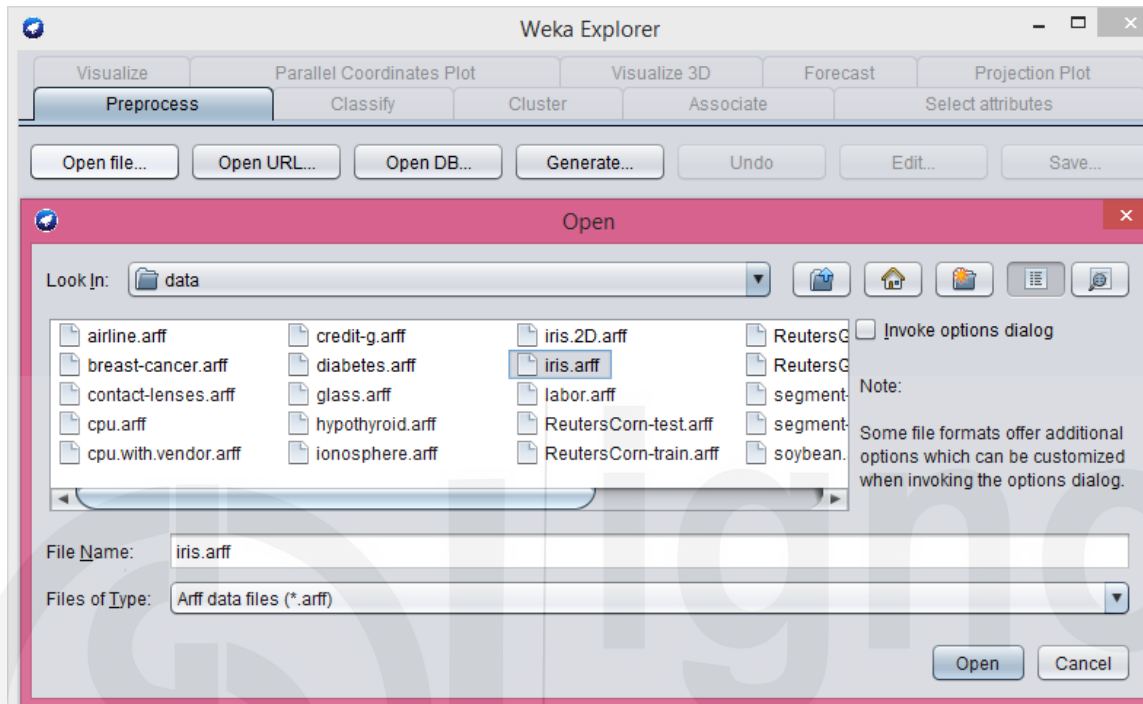 Weka Explorer
Visualize Parallel Coordinates Plot Visualize 3D Forecast Projection Plot
Preprocess Classify Cluster Associate Select attributes
Open file... Open URL... Open DB... Generate... Undo Edit... Save...
Open
Look In: data
airline.arff credit-g.arff iris.2D.arff ReutersG Invoke options dialog
breast-cancer.arff diabetes.arff iris.arff ReutersG
contact-lenses.arff glass.arff labor.arff segment- Note:
cpu.arff hypothyroid.arff ReutersCorn-test.arff segment- Some file formats offer additional
cpu.with.vendor.arff ionosphere.arff ReutersCorn-train.arff soybean. options which can be customized
when invoking the options dialog.
File Name: iris.arff
Files of Type: Arff data files (*.arff)
Open Cancel